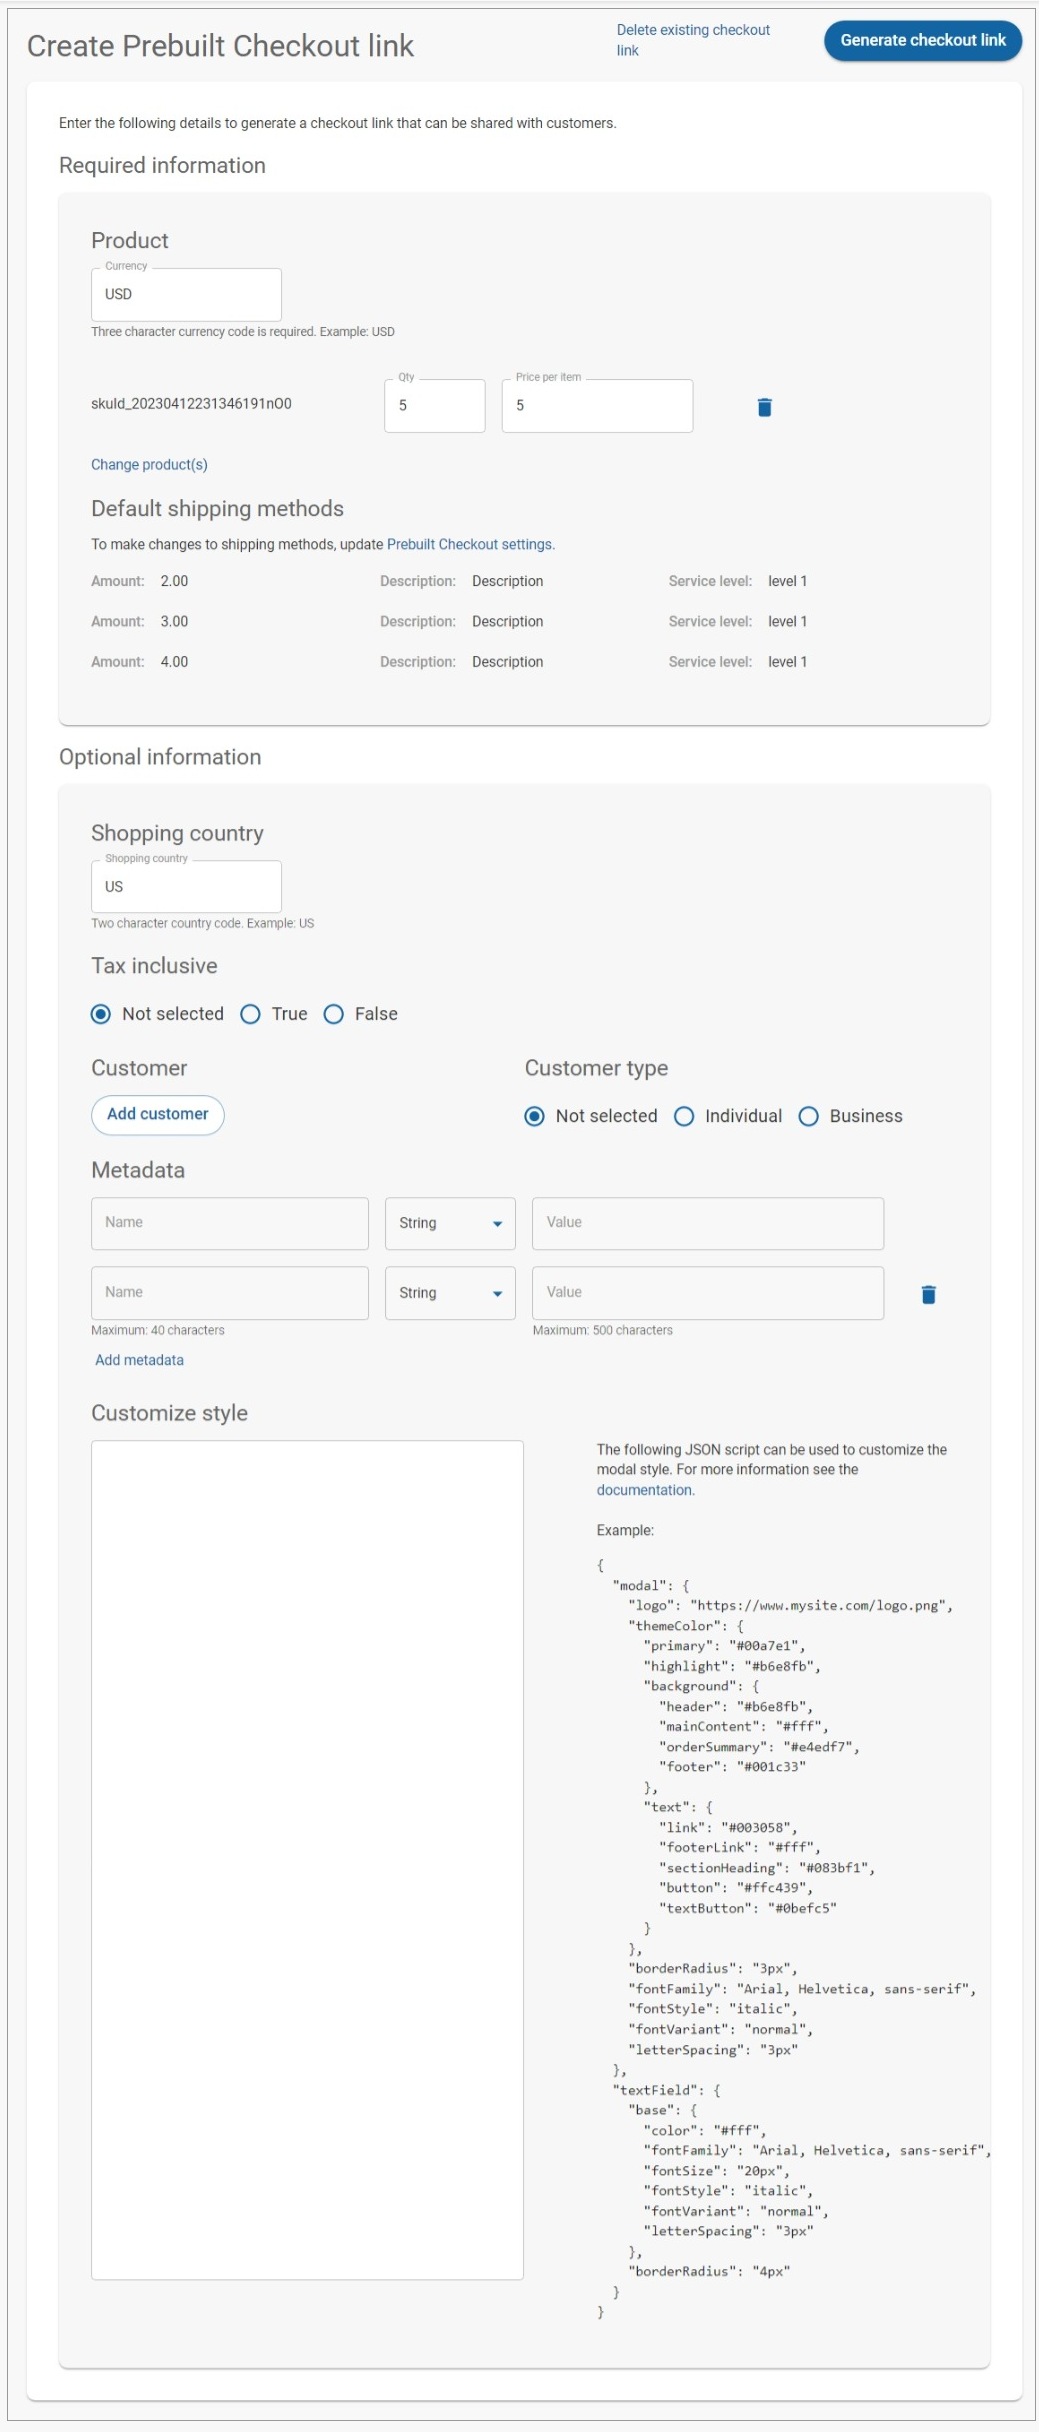 Create Prebuilt Checkout link
Delete existing checkout
link
Generate checkout link
Enter the following details to generate a checkout link that can be shared with customers.
Required information
Product
Currency
USD
Three character currency code is required. Example: USD
Qty
Price per item
skuId_20230412231346191nO0
5
5
Change product(s)
Default shipping methods
To make changes to shipping methods, update Prebuilt Checkout settings.
Amount: 2.00 Description: Description Service level: level 1
Amount: 3.00 Description: Description Service level: level 1
Amount: 4.00 Description: Description Service level: level 1
Optional information
Shopping country
Shopping country
US
Two character country code. Example: US
Tax inclusive
Not selected True False
Customer
Add customer
Customer type
Not selected Individual Business
Metadata
Name String Value
Name String Value
Maximum: 40 characters Maximum: 500 characters
Add metadata
Customize style
The following JSON script can be used to customize the
modal style. For more information see the
documentation.
Example:
{
  "modal": {
    "logo": "https://www.mysite.com/logo.png",
    "themeColor": {
      "primary": "#00a7e1",
      "highlight": "#b6e8fb",
      "background": {
        "header": "#b6e8fb",
        "mainContent": "#fff",
        "orderSummary": "#e4edf7",
        "footer": "#001c33"
      },
      "text": {
        "link": "#003058",
        "footerLink": "#fff",
        "sectionHeading": "#083bf1",
        "button": "#ffc439",
        "textButton": "#0befc5"
      }
    },
    "borderRadius": "3px",
    "fontFamily": "Arial, Helvetica, sans-serif",
    "fontStyle": "italic",
    "fontVariant": "normal",
    "letterSpacing": "3px"
  },
  "textField": {
    "base": {
      "color": "#fff",
      "fontFamily": "Arial, Helvetica, sans-serif",
      "fontSize": "20px",
      "fontStyle": "italic",
      "fontVariant": "normal",
      "letterSpacing": "3px"
    },
    "borderRadius": "4px"
  }
}